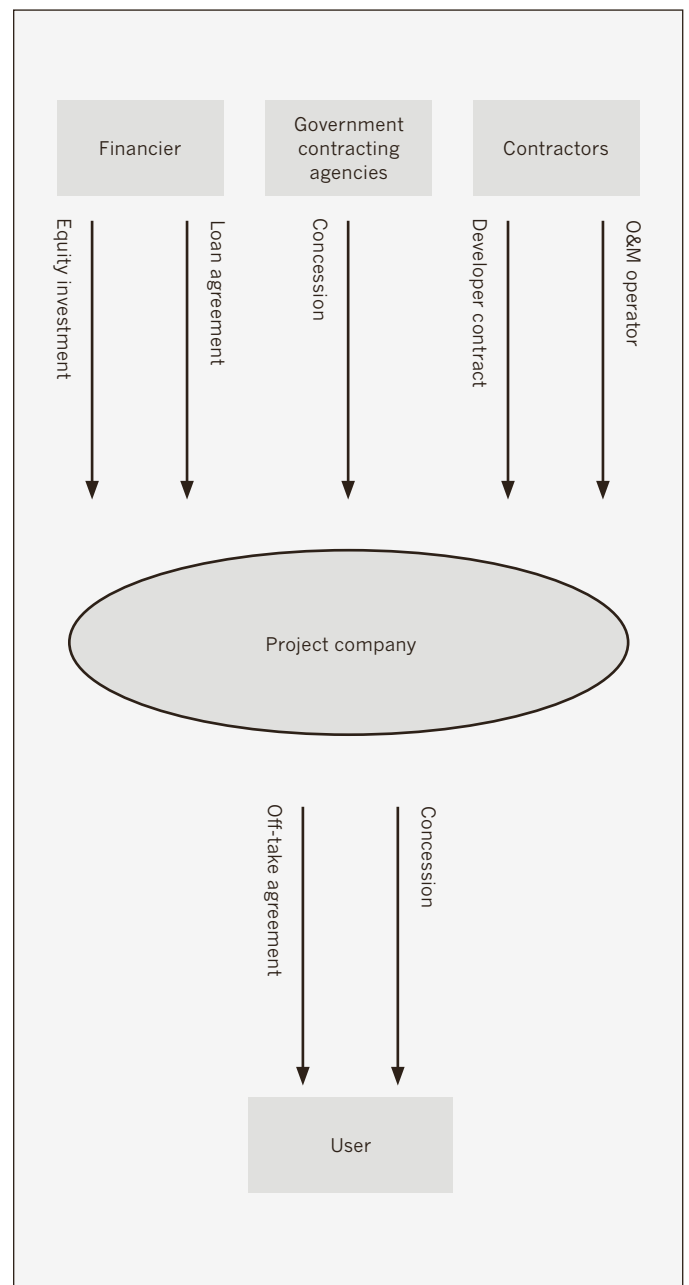 Financier
Government
contracting
agencies
Contractors
Equity investment
Loan agreement
Concession
Developer contract
O&M operator
Project company
Off-take agreement
Concession
User